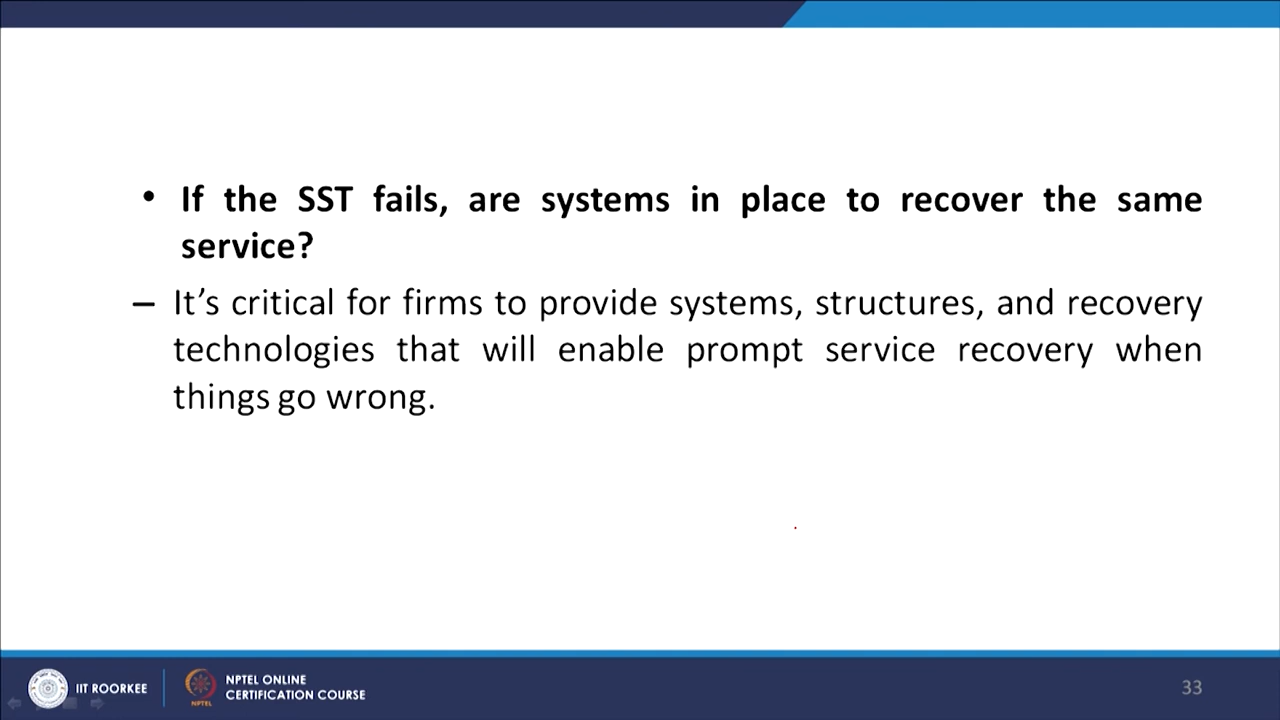 • If the SST fails, are systems in place to recover the same
service?
– It’s critical for firms to provide systems, structures, and recovery
technologies that will enable prompt service recovery when
things go wrong.
IIT ROORKEE
NPTEL
NPTEL ONLINE
CERTIFICATION COURSE
33